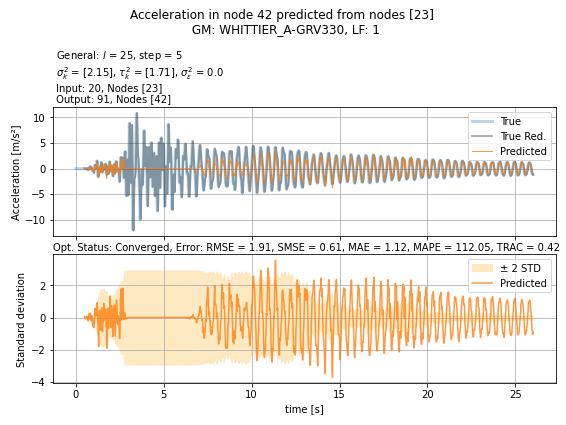 Acceleration in node 42 predicted from nodes [23]
GM: WHITTIER_A-GRV330, LF: 1
General: l = 25, step = 5
σ²ₖ = [2.15], τ²ₖ = [1.71], σ²ε = 0.0
Input: 20, Nodes [23]
Output: 91, Nodes [42]
Acceleration [m/s²]
10
5
0
−5
−10
True
True Red.
Predicted
Opt. Status: Converged, Error: RMSE = 1.91, SMSE = 0.61, MAE = 1.12, MAPE = 112.05, TRAC = 0.42
Standard deviation
2
0
−2
−4
± 2 STD
Predicted
0 5 10 15 20 25
time [s]